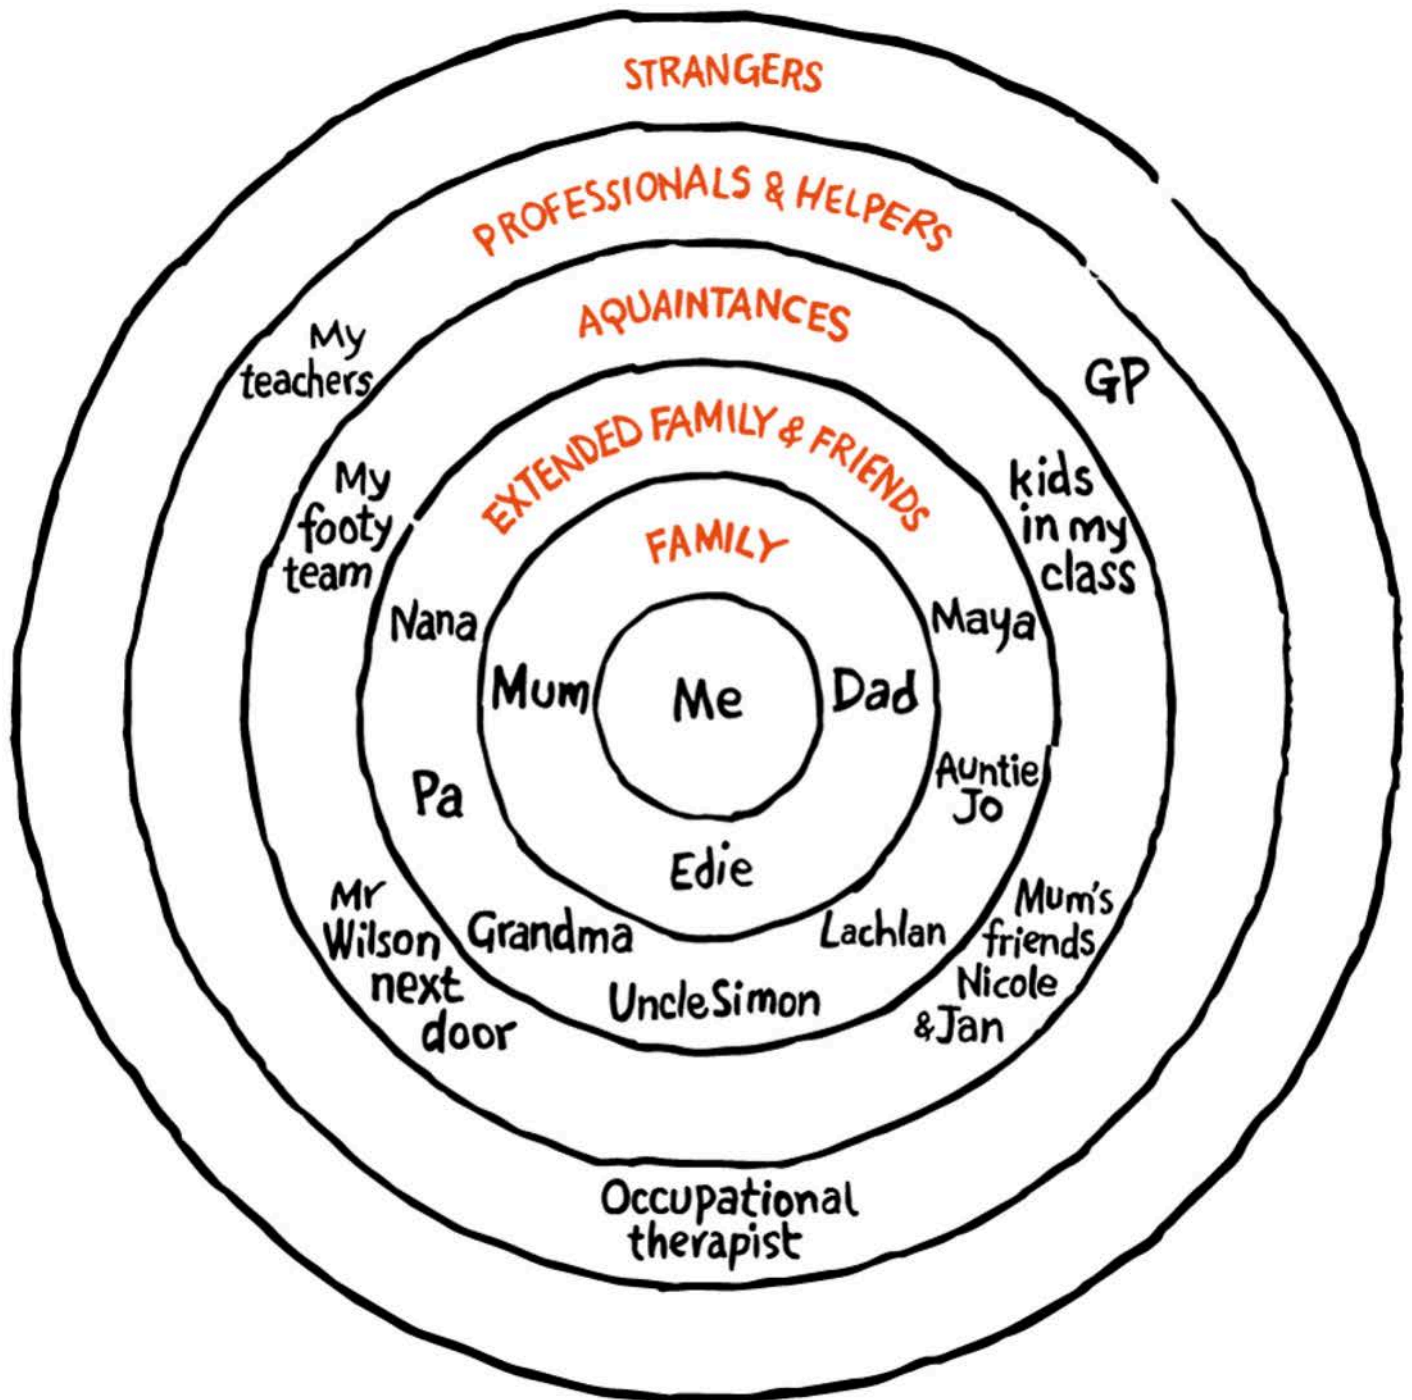 STRANGERS
PROFESSIONALS & HELPERS
AQUAINTANCES
EXTENDED FAMILY & FRIENDS
FAMILY
Me
Mum
Dad
Edie
Nana
Pa
Grandma
Uncle Simon
Lachlan
Auntie
Jo
Maya
My
footy
team
kids
in my
class
Mr
Wilson
next
door
Mum's
friends
Nicole
&Jan
My
teachers
GP
Occupational
therapist